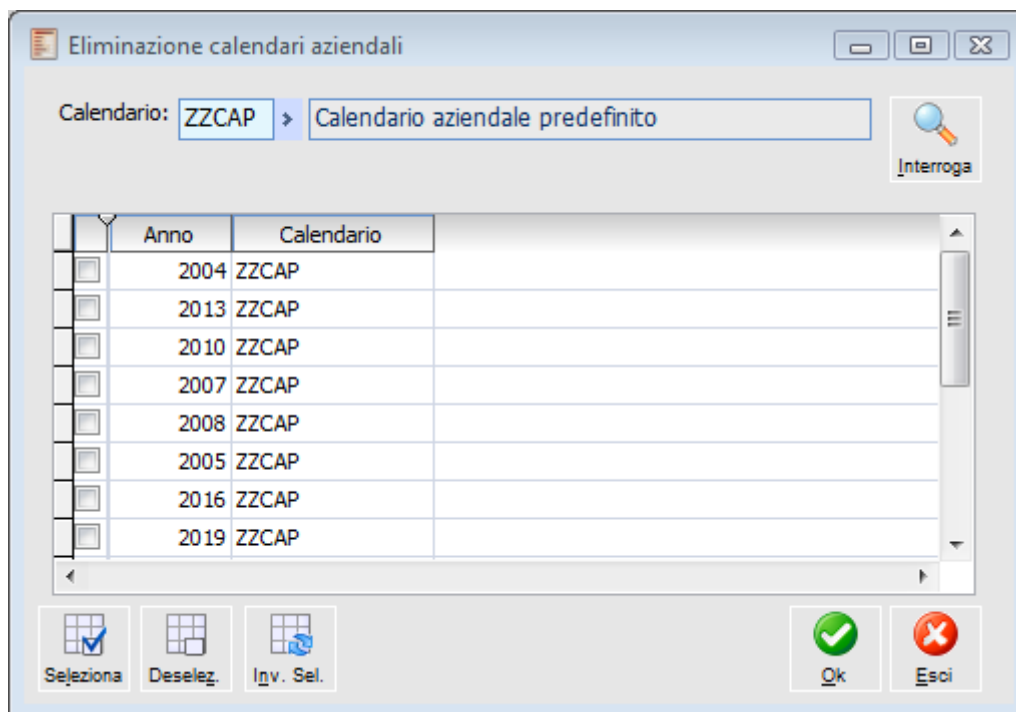 Eliminazione calendari aziendali
Calendario: ZZCAP Calendario aziendale predefinito
Interroga
Anno Calendario
2004 ZZCAP
2013 ZZCAP
2010 ZZCAP
2007 ZZCAP
2008 ZZCAP
2005 ZZCAP
2016 ZZCAP
2019 ZZCAP
Seleziona Deselez. Inv. Sel. Ok Esci